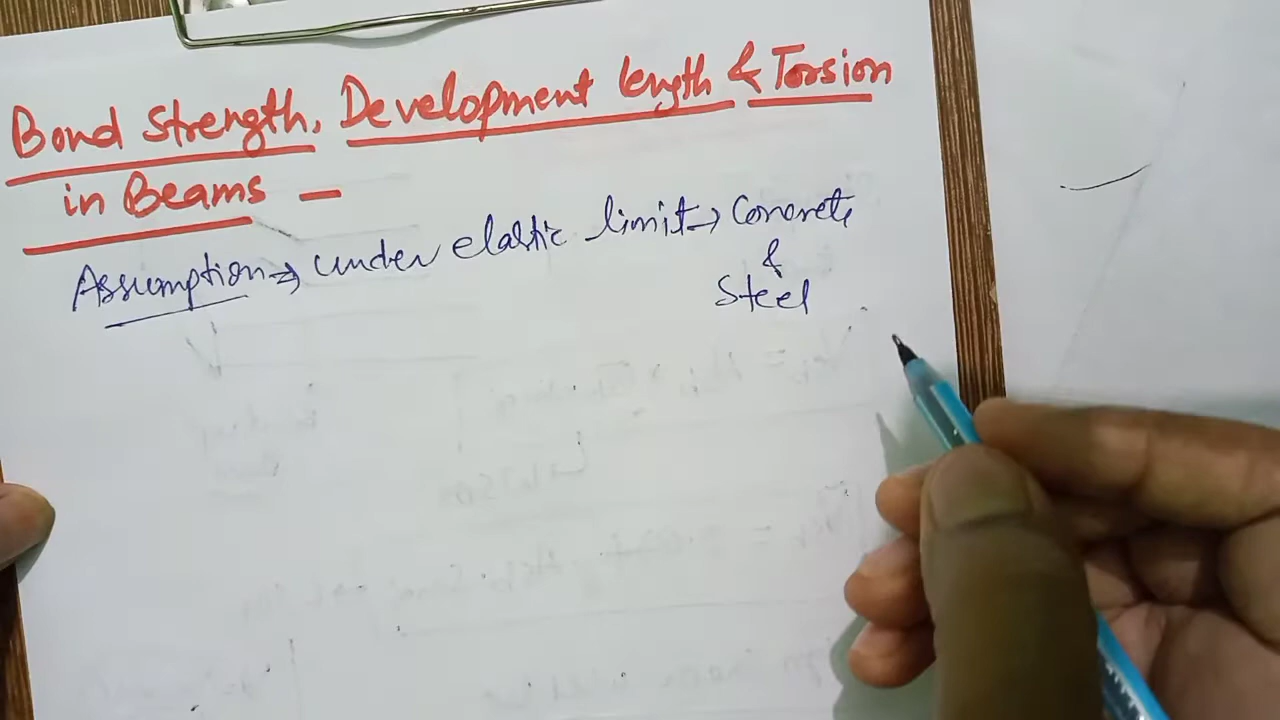 Bond Strength, Development length & Torsion
in Beams –
Assumption → under elastic limit → Concrete
&
Steel